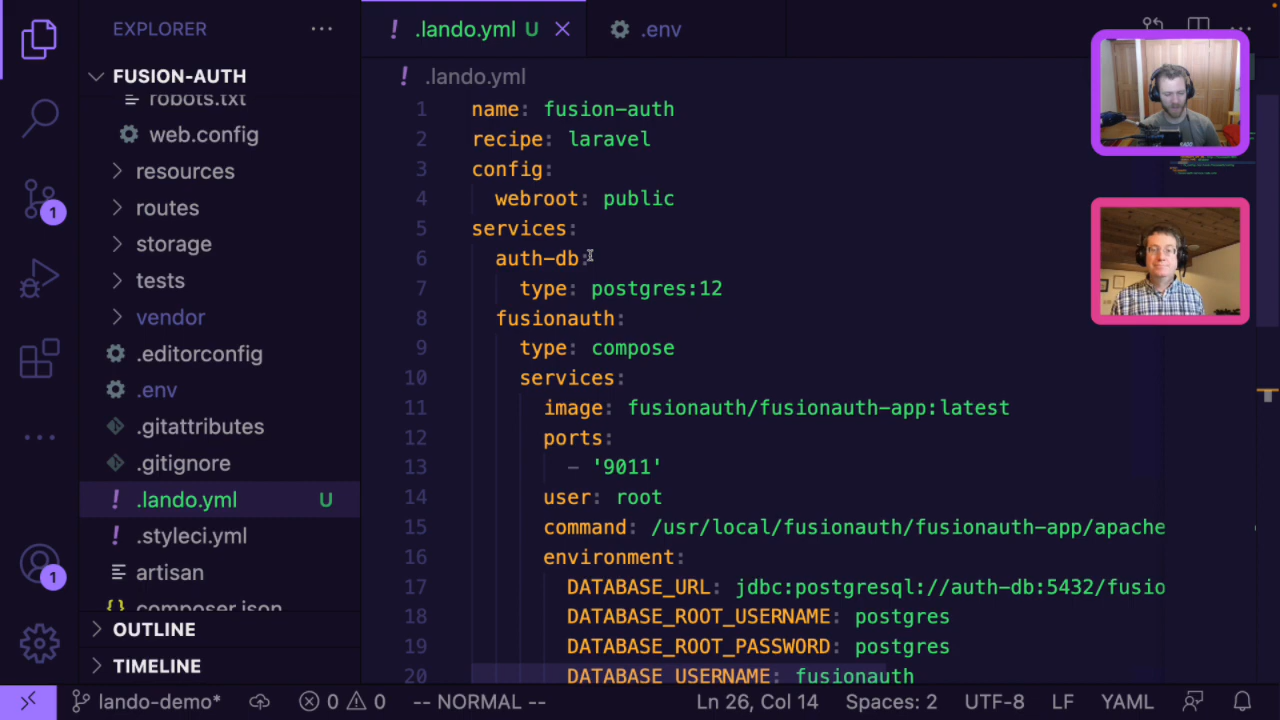 EXPLORER
FUSION-AUTH
robots.txt
web.config
resources
routes
storage
tests
vendor
.editorconfig
.env
.gitattributes
.gitignore
.lando.yml U
.styleci.yml
artisan
composer.json
OUTLINE
TIMELINE
1
1
.lando.yml U
.env
.lando.yml
1 name: fusion-auth
2 recipe: laravel
3 config:
4 webroot: public
5 services:
6 auth-db:
7 type: postgres:12
8 fusionauth:
9 type: compose
10 services:
11 image: fusionauth/fusionauth-app:latest
12 ports:
13 - '9011'
14 user: root
15 command: /usr/local/fusionauth/fusionauth-app/apache
16 environment:
17 DATABASE_URL: jdbc:postgresql://auth-db:5432/fusio
18 DATABASE_ROOT_USERNAME: postgres
19 DATABASE_ROOT_PASSWORD: postgres
20 DATABASE_USERNAME: fusionauth
lando-demo* 0 0 -- NORMAL -- Ln 26, Col 14 Spaces: 2 UTF-8 LF YAML